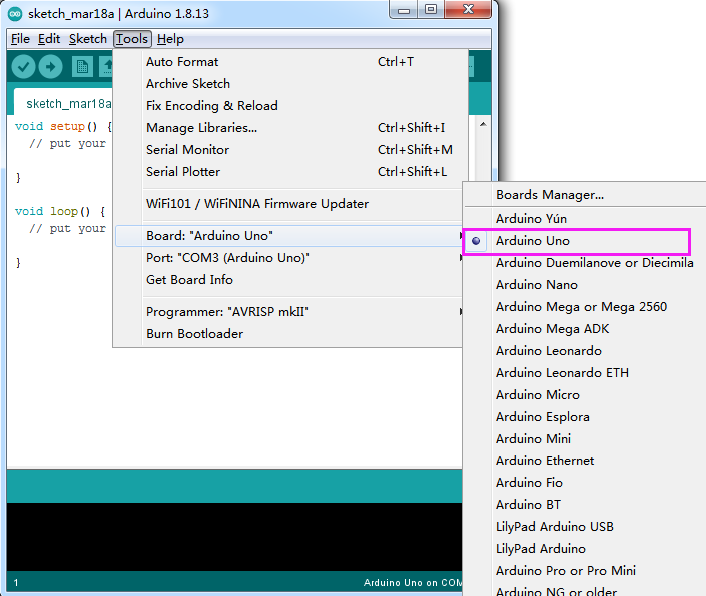 sketch_mar18a | Arduino 1.8.13
File Edit Sketch Tools Help
sketch_mar18a
void setup() {
// put your
}
void loop() {
// put your
}
Auto Format Ctrl+T
Archive Sketch
Fix Encoding & Reload
Manage Libraries... Ctrl+Shift+I
Serial Monitor Ctrl+Shift+M
Serial Plotter Ctrl+Shift+L
WiFi101 / WiFiNINA Firmware Updater
Board: "Arduino Uno"
Port: "COM3 (Arduino Uno)"
Get Board Info
Programmer: "AVRISP mkII"
Burn Bootloader
Boards Manager...
Arduino Yún
Arduino Uno
Arduino Duemilanove or Diecimila
Arduino Nano
Arduino Mega or Mega 2560
Arduino Mega ADK
Arduino Leonardo
Arduino Leonardo ETH
Arduino Micro
Arduino Esplora
Arduino Mini
Arduino Ethernet
Arduino Fio
Arduino BT
LilyPad Arduino USB
LilyPad Arduino
Arduino Pro or Pro Mini
Arduino NG or older
1 Arduino Uno on COM